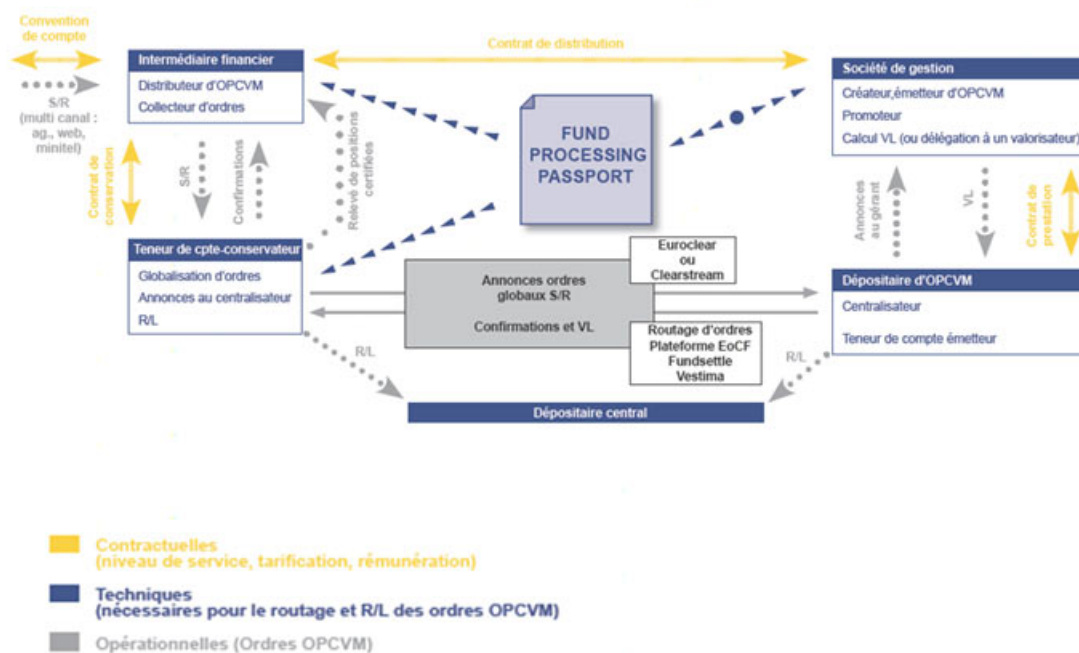 Convention
de compte
S/R
(multi canal :
ag., web,
minitel)
Intermédiaire financier
Distributeur d'OPCVM
Collecteur d'ordres
Contrat de distribution
Société de gestion
Créateur,émetteur d'OPCVM
Promoteur
Calcul VL (ou délégation à un valorisateur)
FUND
PROCESSING
PASSPORT
Contrat de
conservation
S/R
Confirmations
Relevé de positions
certifiées
Annonces
au gérant
VL
Contrat de
prestation
Teneur de cpte-conservateur
Globalisation d'ordres
Annonces au centralisateur
R/L
Euroclear
ou
Clearstream
Annonces ordres
globaux S/R
Confirmations et VL
Routage d'ordres
Plateforme EoCF
Fundsettle
Vestima
Dépositaire d'OPCVM
Centralisateur
Teneur de compte émetteur
R/L
R/L
Dépositaire central
Contractuelles
(niveau de service, tarification, rémunération)
Techniques
(nécessaires pour le routage et R/L des ordres OPCVM)
Opérationnelles (Ordres OPCVM)